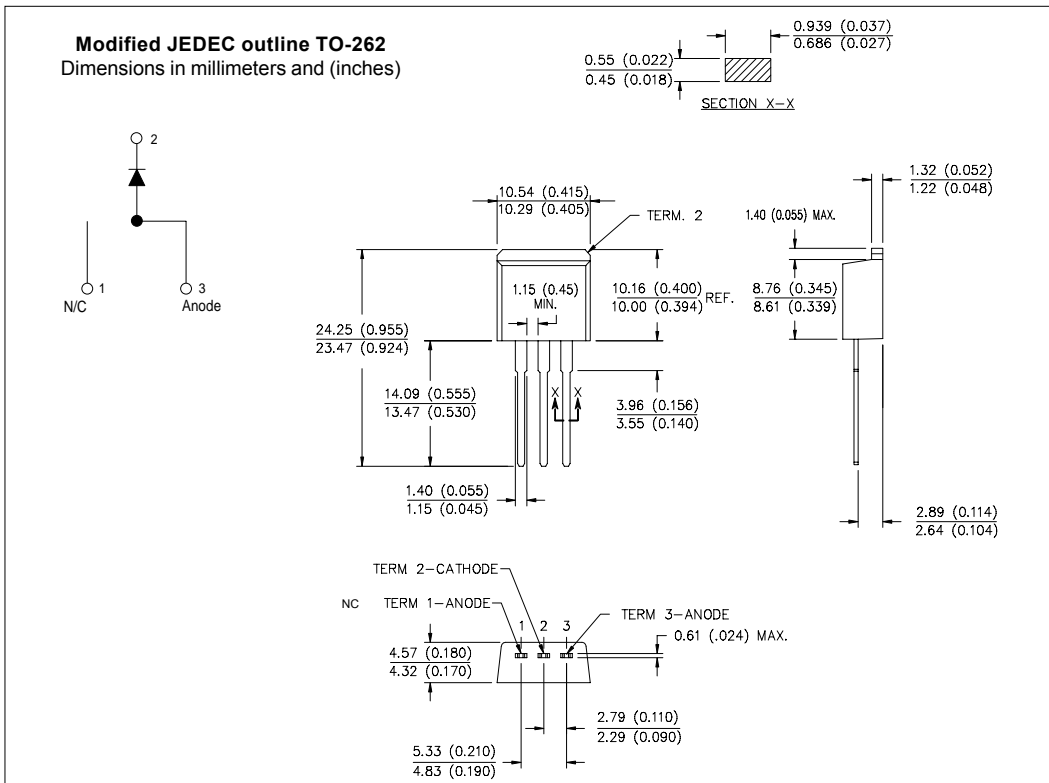 Modified JEDEC outline TO-262
Dimensions in millimeters and (inches)
0.939 (0.037)
0.686 (0.027)
0.55 (0.022)
0.45 (0.018)
SECTION X-X
2
1
N/C
3
Anode
10.54 (0.415)
10.29 (0.405)
TERM. 2
1.32 (0.052)
1.22 (0.048)
1.40 (0.055) MAX.
1.15 (0.45)
MIN.
10.16 (0.400)
10.00 (0.394)
REF.
8.76 (0.345)
8.61 (0.339)
24.25 (0.955)
23.47 (0.924)
14.09 (0.555)
13.47 (0.530)
X X
3.96 (0.156)
3.55 (0.140)
1.40 (0.055)
1.15 (0.045)
2.89 (0.114)
2.64 (0.104)
TERM 2-CATHODE
NC TERM 1-ANODE
TERM 3-ANODE
1 2 3
0.61 (.024) MAX.
4.57 (0.180)
4.32 (0.170)
2.79 (0.110)
2.29 (0.090)
5.33 (0.210)
4.83 (0.190)